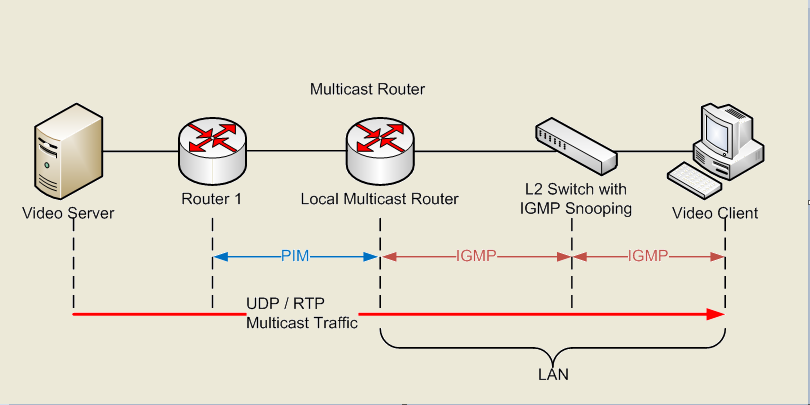 Multicast Router
Video Server
Router 1
Local Multicast Router
L2 Switch with
IGMP Snooping
Video Client
PIM
IGMP
IGMP
UDP / RTP
Multicast Traffic
LAN